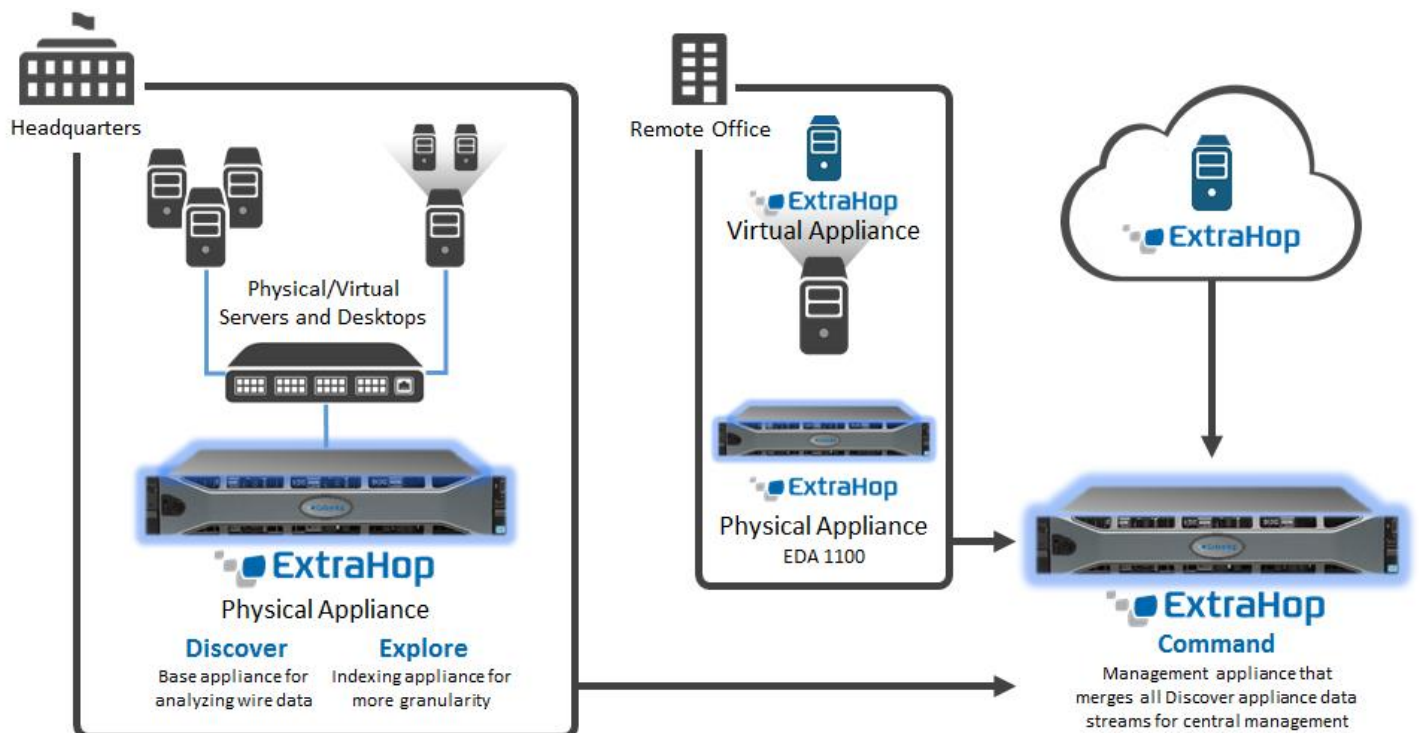 Headquarters
Physical/Virtual
Servers and Desktops
ExtraHop
Physical Appliance
Discover
Base appliance for
analyzing wire data
Explore
Indexing appliance for
more granularity
Remote Office
ExtraHop
Virtual Appliance
ExtraHop
Physical Appliance
EDA 1100
ExtraHop
ExtraHop
Command
Management appliance that
merges all Discover appliance data
streams for central management